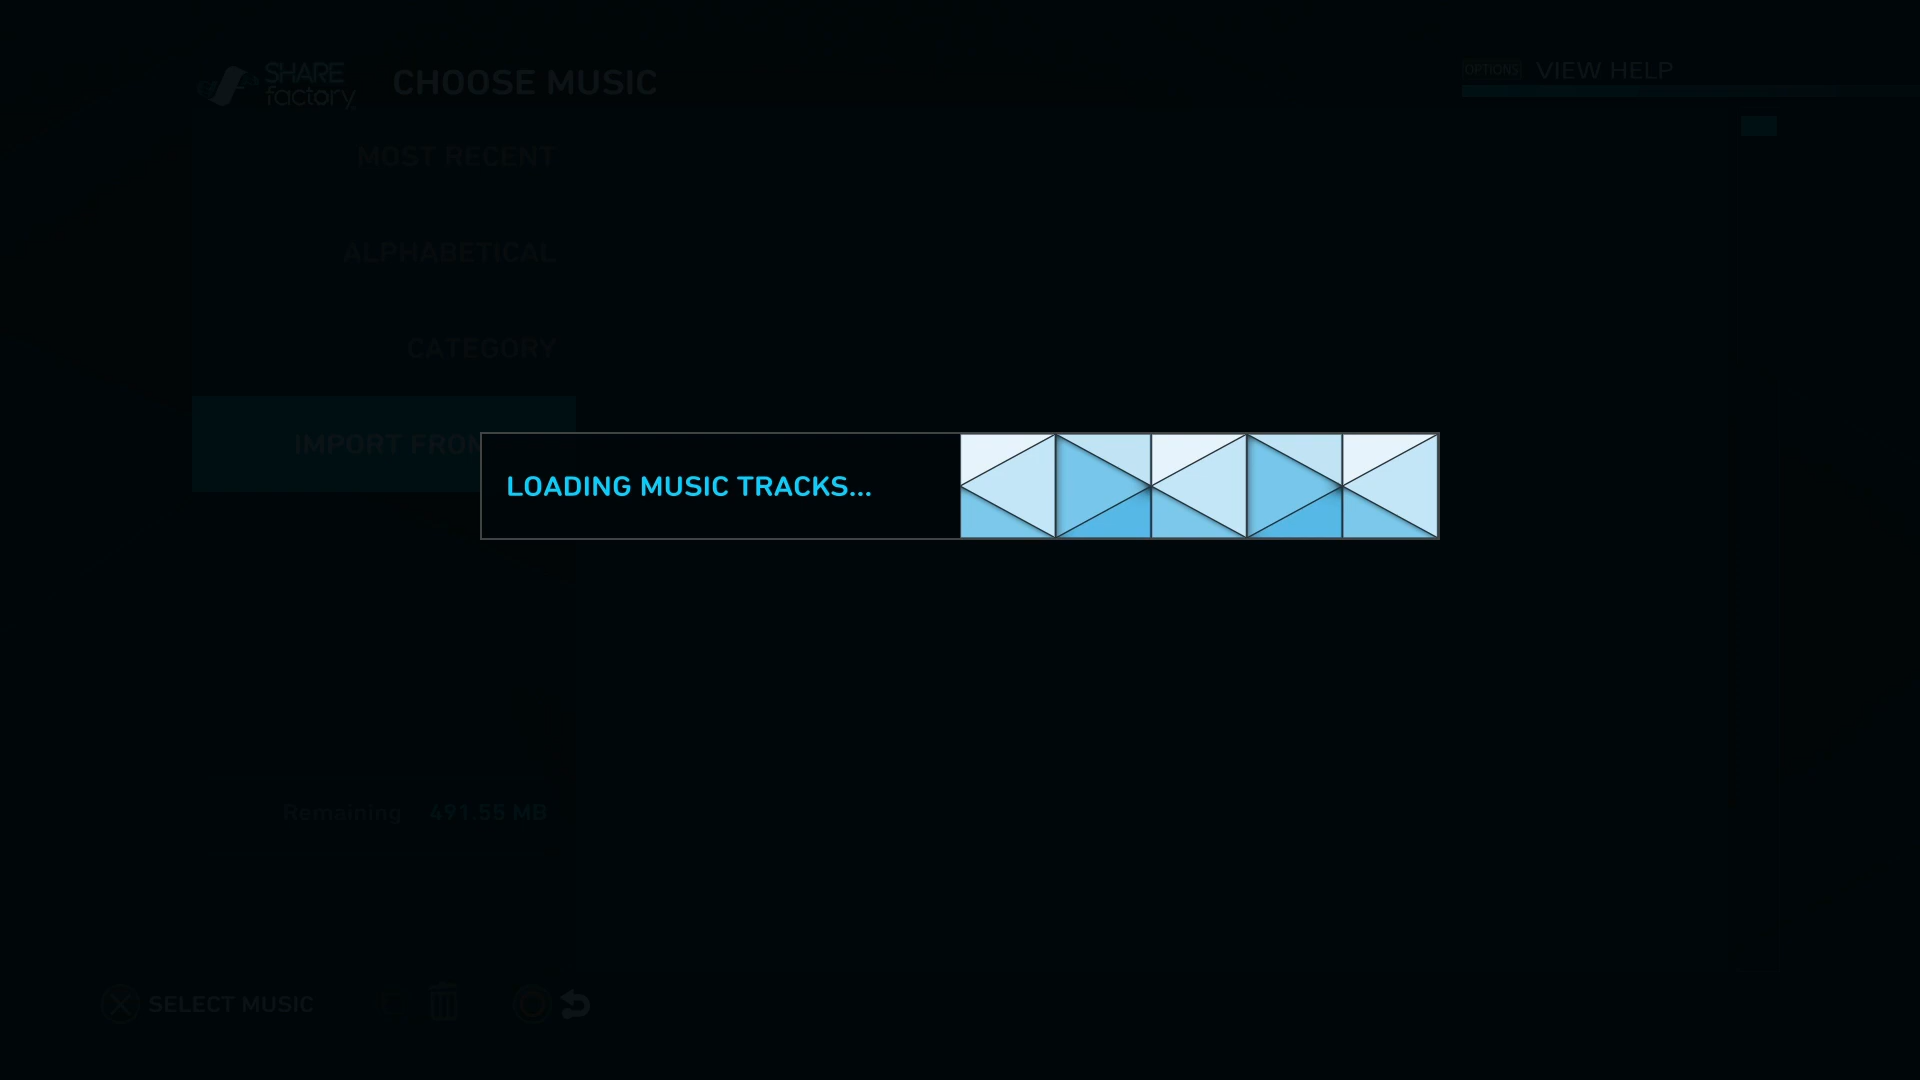 SHARE
factory
CHOOSE MUSIC
OPTIONS VIEW HELP
MOST RECENT
ALPHABETICAL
CATEGORY
IMPORT FROM
LOADING MUSIC TRACKS...
Remaining 491.55 MB
SELECT MUSIC